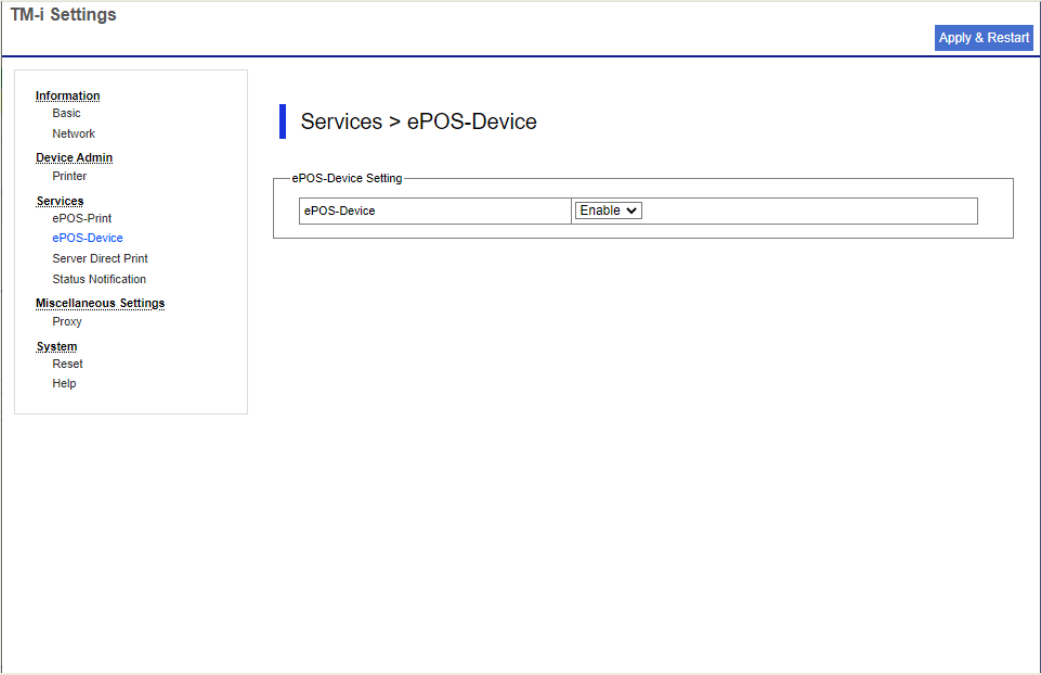 TM-i Settings
Apply & Restart
Information
Basic
Network
Device Admin
Printer
Services
ePOS-Print
ePOS-Device
Server Direct Print
Status Notification
Miscellaneous Settings
Proxy
System
Reset
Help
Services > ePOS-Device
ePOS-Device Setting
ePOS-Device Enable